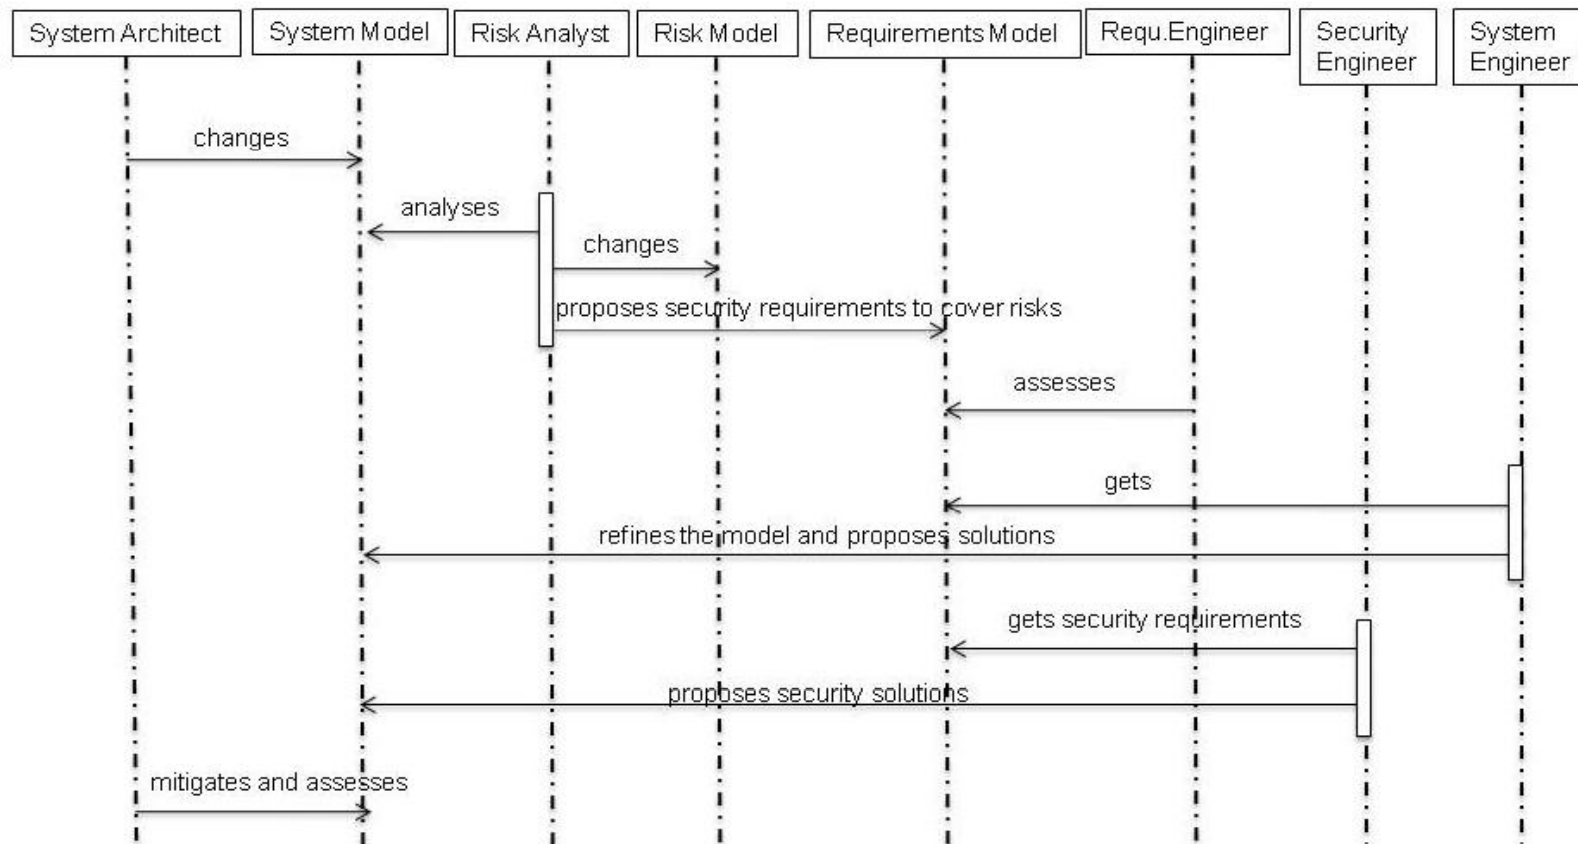 System Architect
System Model
Risk Analyst
Risk Model
Requirements Model
Requ.Engineer
Security
Engineer
System
Engineer
changes
analyses
changes
proposes security requirements to cover risks
assesses
gets
refines the model and proposes solutions
gets security requirements
proposes security solutions
mitigates and assesses